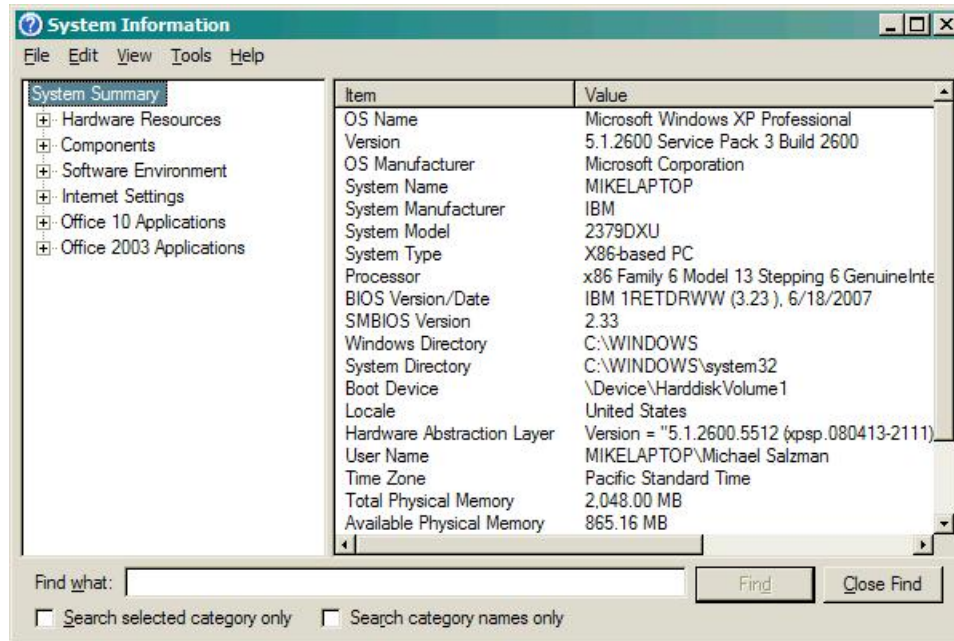 System Information
File Edit View Tools Help
System Summary
Hardware Resources
Components
Software Environment
Internet Settings
Office 10 Applications
Office 2003 Applications
Item Value
OS Name Microsoft Windows XP Professional
Version 5.1.2600 Service Pack 3 Build 2600
OS Manufacturer Microsoft Corporation
System Name MIKELAPTOP
System Manufacturer IBM
System Model 2379DXU
System Type X86-based PC
Processor x86 Family 6 Model 13 Stepping 6 GenuineInte
BIOS Version/Date IBM 1RETDRWW (3.23 ), 6/18/2007
SMBIOS Version 2.33
Windows Directory C:\WINDOWS
System Directory C:\WINDOWS\system32
Boot Device \Device\HarddiskVolume1
Locale United States
Hardware Abstraction Layer Version = "5.1.2600.5512 (xpsp.080413-2111)
User Name MIKELAPTOP\Michael Salzman
Time Zone Pacific Standard Time
Total Physical Memory 2,048.00 MB
Available Physical Memory 865.16 MB
Find what: Find Close Find
Search selected category only Search category names only